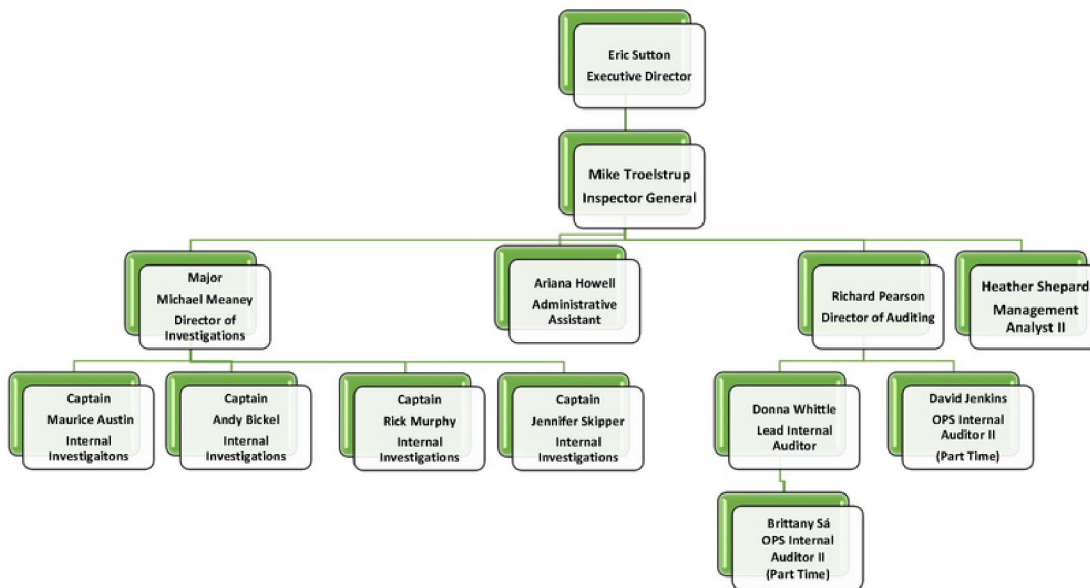 Eric Sutton
Executive Director
Mike Troelstrup
Inspector General
Major
Michael Meaney
Director of
Investigations
Ariana Howell
Administrative
Assistant
Richard Pearson
Director of Auditing
Heather Shepard
Management
Analyst II
Captain
Maurice Austin
Internal
Investigaitons
Captain
Andy Bickel
Internal
Investigations
Captain
Rick Murphy
Internal
Investigations
Captain
Jennifer Skipper
Internal
Investigations
Donna Whittle
Lead Internal
Auditor
David Jenkins
OPS Internal
Auditor II
(Part Time)
Brittany Sá
OPS Internal
Auditor II
(Part Time)